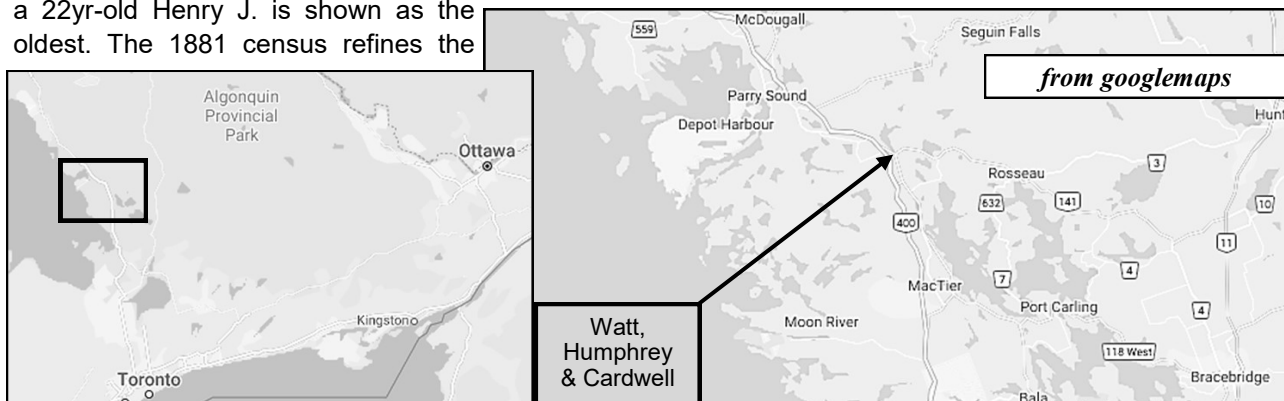 a 22yr-old Henry J. is shown as the
oldest. The 1881 census refines the
Algonquin
Provincial
Park
Ottawa
Kingston
Toronto
559
McDougall
Seguin Falls
from googlemaps
Parry Sound
Depot Harbour
Rosseau
3
632
141
10
400
11
MacTier
7
4
Port Carling
4
Moon River
118 West
Bracebridge
Bala
Watt,
Humphrey
& Cardwell